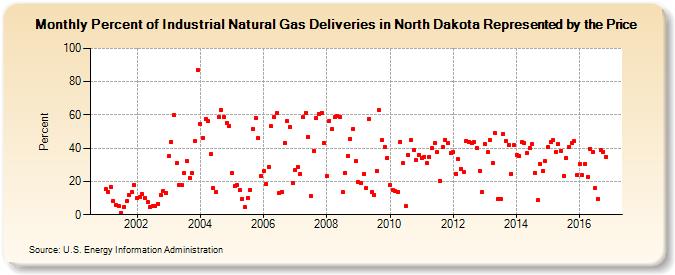 Monthly Percent of Industrial Natural Gas Deliveries in North Dakota Represented by the Price
Percent
100
80
60
40
20
0
2002 2004 2006 2008 2010 2012 2014 2016
Source: U.S. Energy Information Administration